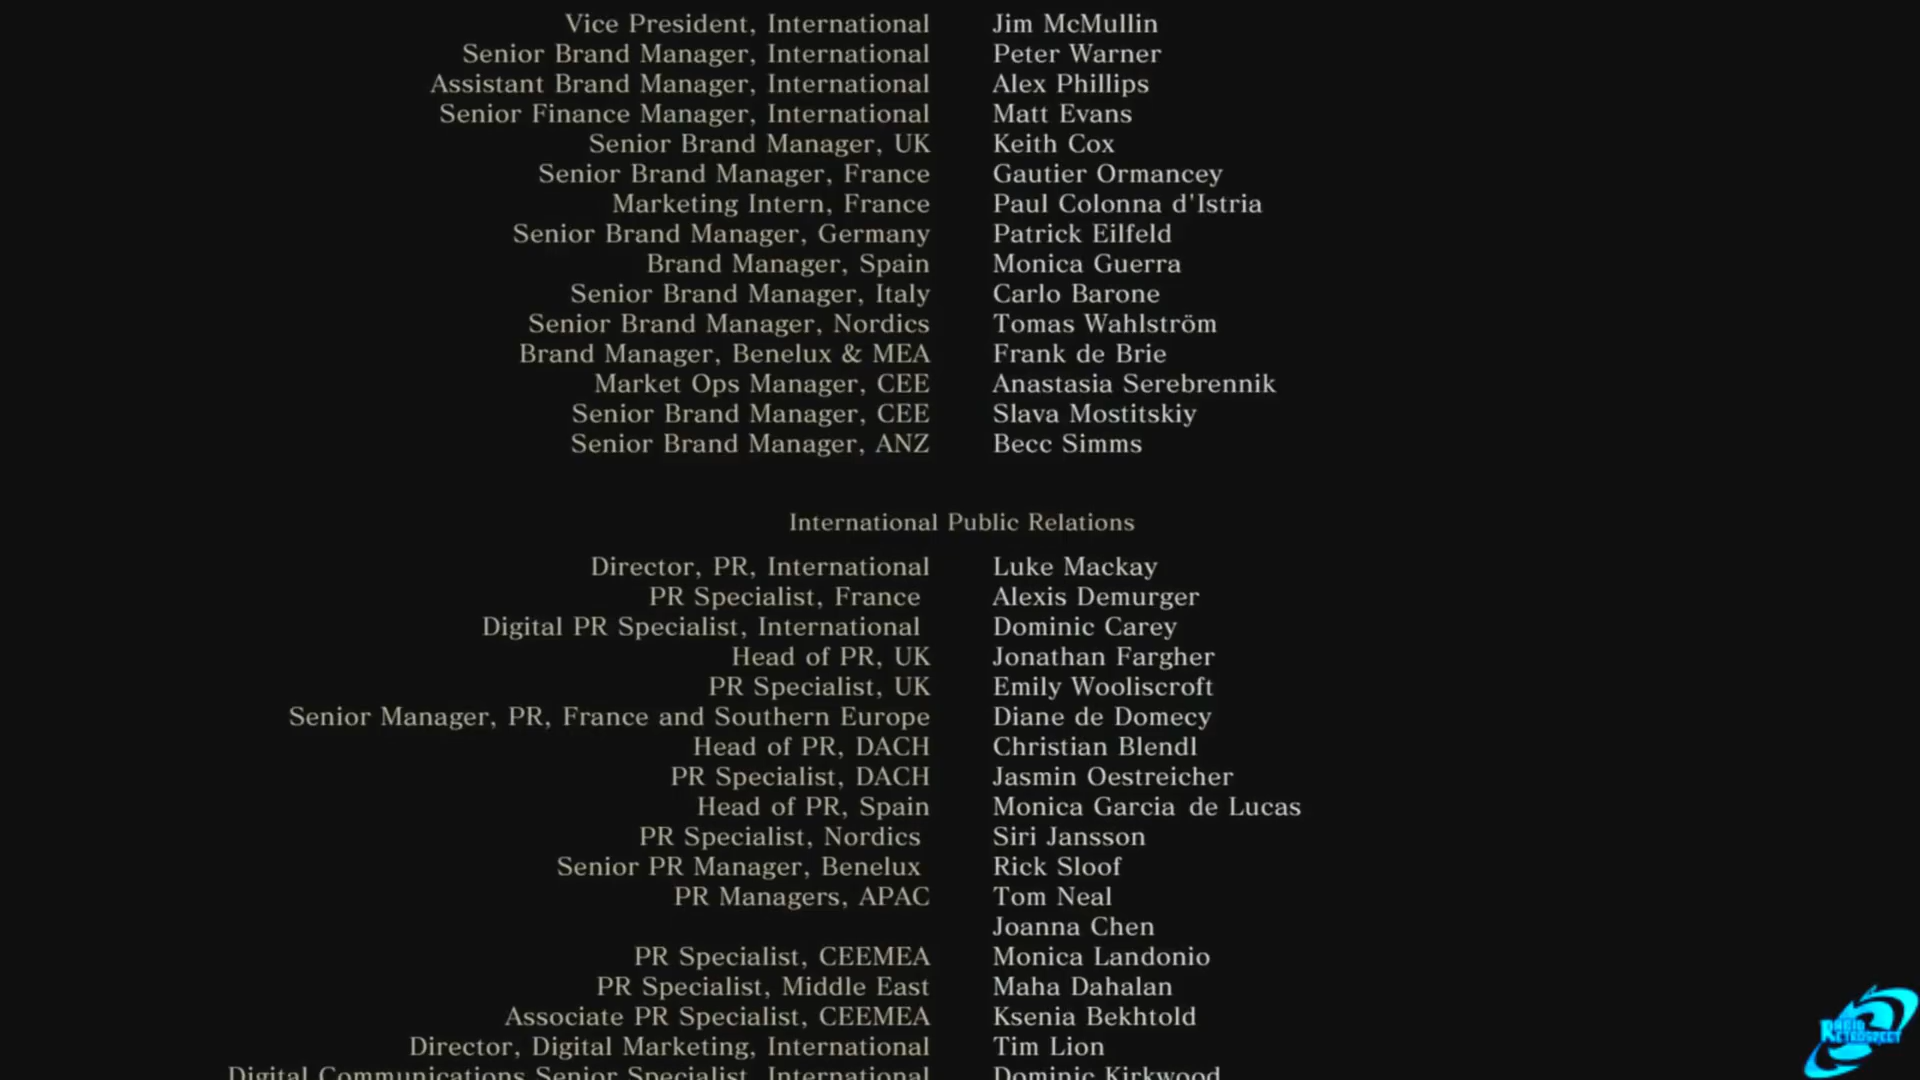 Vice President, International Jim McMullin
Senior Brand Manager, International Peter Warner
Assistant Brand Manager, International Alex Phillips
Senior Finance Manager, International Matt Evans
Senior Brand Manager, UK Keith Cox
Senior Brand Manager, France Gautier Ormancey
Marketing Intern, France Paul Colonna d'Istria
Senior Brand Manager, Germany Patrick Eilfeld
Brand Manager, Spain Monica Guerra
Senior Brand Manager, Italy Carlo Barone
Senior Brand Manager, Nordics Tomas Wahlström
Brand Manager, Benelux & MEA Frank de Brie
Market Ops Manager, CEE Anastasia Serebrennik
Senior Brand Manager, CEE Slava Mostitskiy
Senior Brand Manager, ANZ Becc Simms
International Public Relations
Director, PR, International Luke Mackay
PR Specialist, France Alexis Demurger
Digital PR Specialist, International Dominic Carey
Head of PR, UK Jonathan Fargher
PR Specialist, UK Emily Wooliscroft
Senior Manager, PR, France and Southern Europe Diane de Domecy
Head of PR, DACH Christian Blendl
PR Specialist, DACH Jasmin Oestreicher
Head of PR, Spain Monica Garcia de Lucas
PR Specialist, Nordics Siri Jansson
Senior PR Manager, Benelux Rick Sloof
PR Managers, APAC Tom Neal
Joanna Chen
PR Specialist, CEEMEA Monica Landonio
PR Specialist, Middle East Maha Dahalan
Associate PR Specialist, CEEMEA Ksenia Bekhtold
Director, Digital Marketing, International Tim Lion
Digital Communications Senior Specialist, International Dominic Kirkwood
Retrospect